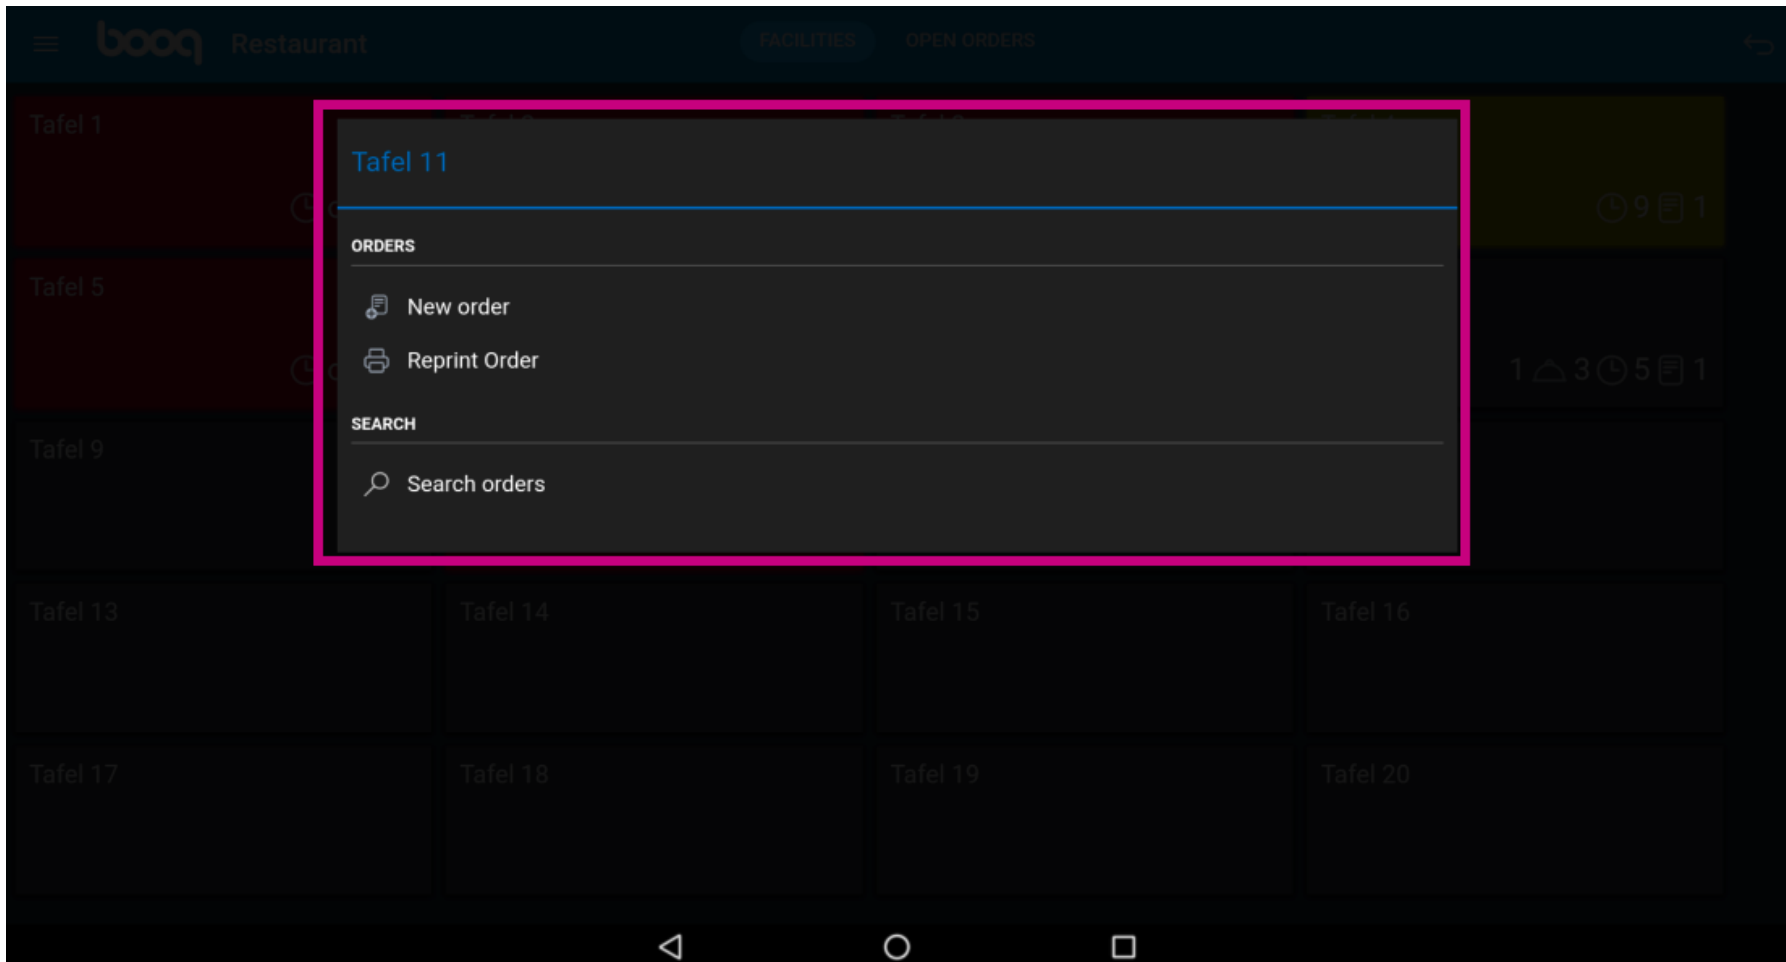 booq Restaurant FACILITIES OPEN ORDERS
Tafel 1
9 1
Tafel 11
ORDERS
New order
Reprint Order
SEARCH
Search orders
Tafel 5
1 3 5 1
Tafel 9
Tafel 13 Tafel 14 Tafel 15 Tafel 16
Tafel 17 Tafel 18 Tafel 19 Tafel 20